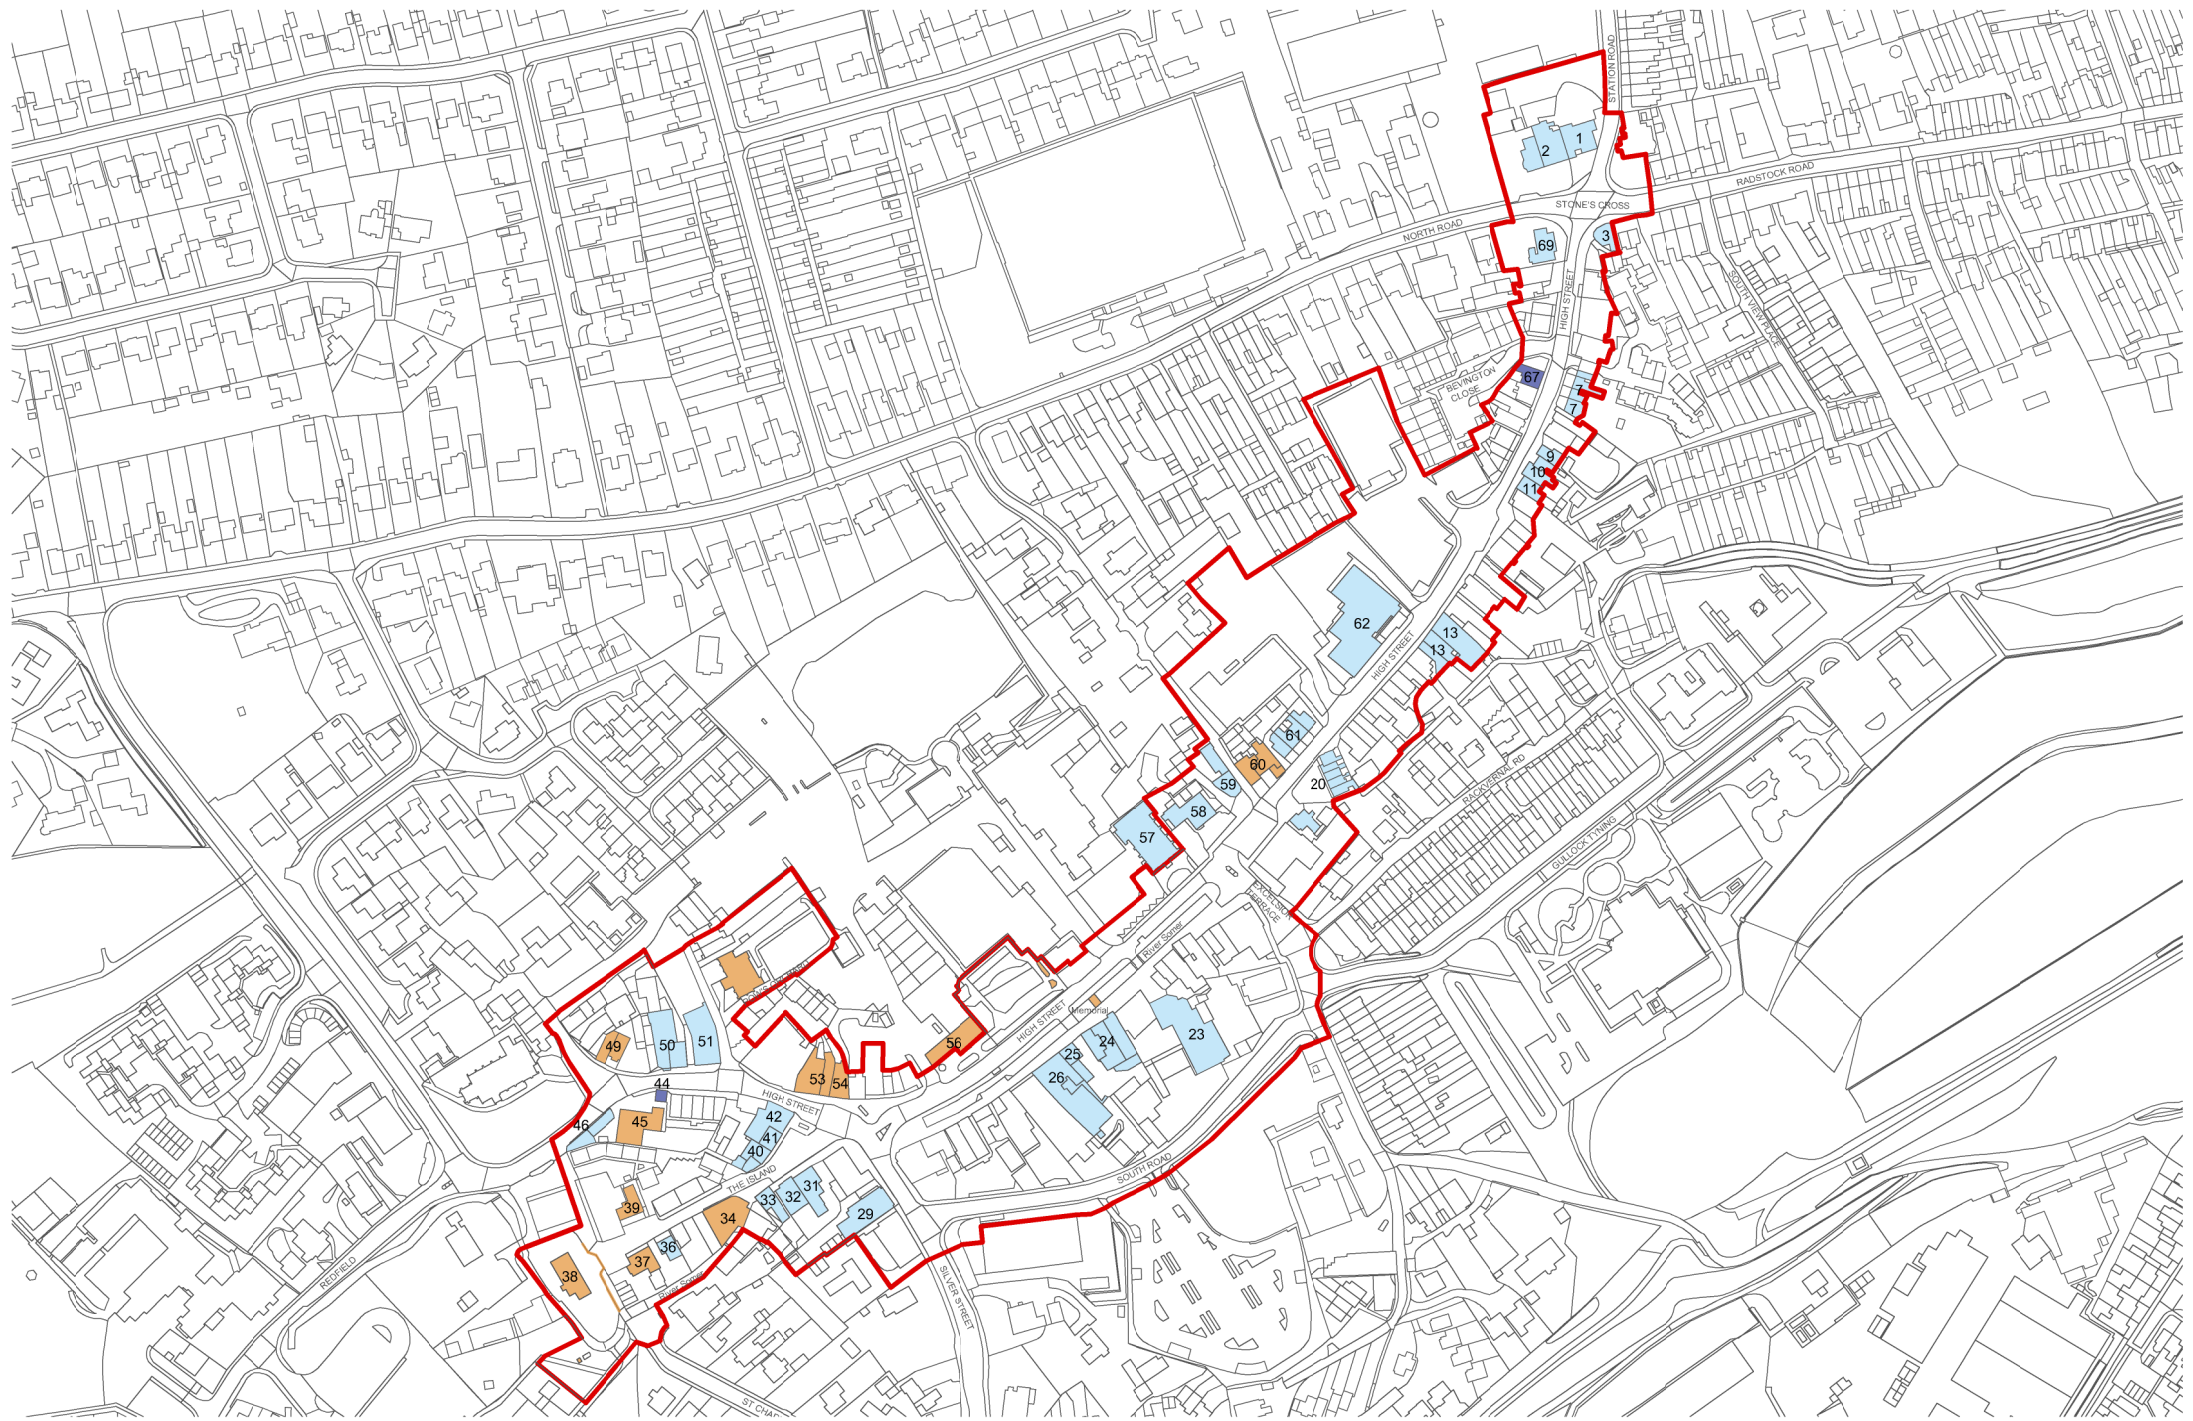 STATION ROAD
1
2
RADSTOCK ROAD
STONE'S CROSS
NORTH ROAD
3
69
HIGH STREET
SOUTH VIEW PLACE
67
BEVINGTON
CLOSE
7
7
9
10
11
62
13
13
HIGH STREET
61
60
59
20
RACKVERNAL RD
58
57
GULLOCK TYNING
EXCELSIOR
TERRACE
River Somer
HIGH STREET
Memorial
56
23
24
25
26
49
50
51
53
54
44
HIGH STREET
45
46
42
41
40
THE ISLAND
SOUTH ROAD
31
32
33
29
34
39
36
37
38
River Somer
REDFIELD
SILVER STREET